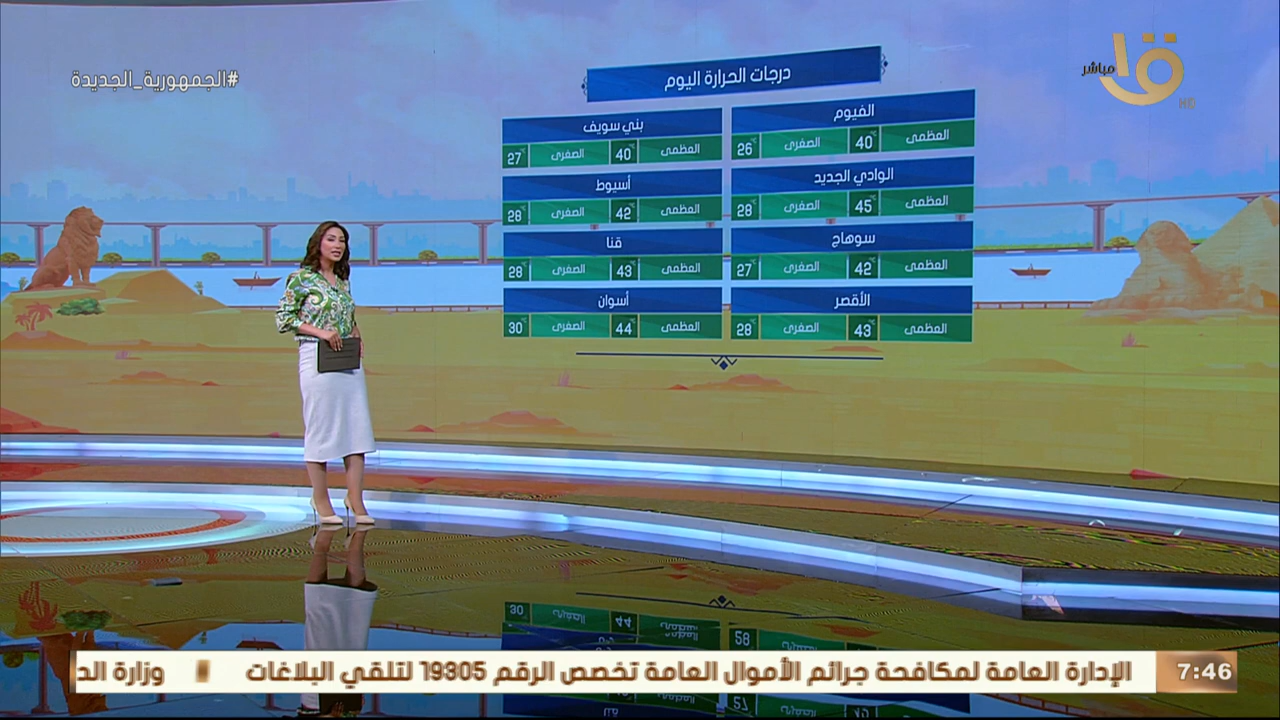 #الجمهورية_الجديدة
مباشر
HD
درجات الحرارة اليوم
الفيوم
العظمى 40°c الصغرى 26°c
بني سويف
العظمى 40°c الصغرى 27°c
الوادي الجديد
العظمى 45°c الصغرى 28°c
أسيوط
العظمى 42°c الصغرى 28°c
سوهاج
العظمى 42°c الصغرى 27°c
قنا
العظمى 43°c الصغرى 28°c
الأقصر
العظمى 43°c الصغرى 28°c
أسوان
العظمى 44°c الصغرى 30°c
7:46
الإدارة العامة لمكافحة جرائم الأموال العامة تخصص الرقم 19805 لتلقي البلاغات وزارة الد